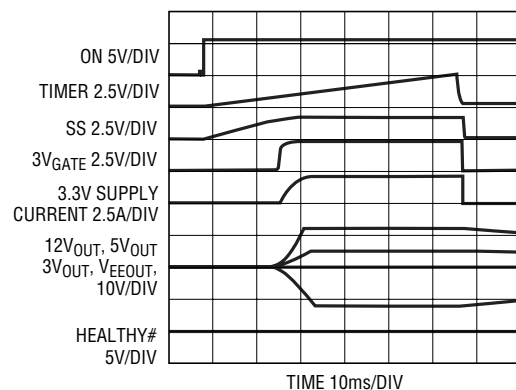 ON 5V/DIV
TIMER 2.5V/DIV
SS 2.5V/DIV
3VGATE 2.5V/DIV
3.3V SUPPLY
CURRENT 2.5A/DIV
12VOUT, 5VOUT
3VOUT, VEEOUT,
10V/DIV
HEALTHY#
5V/DIV
TIME 10ms/DIV